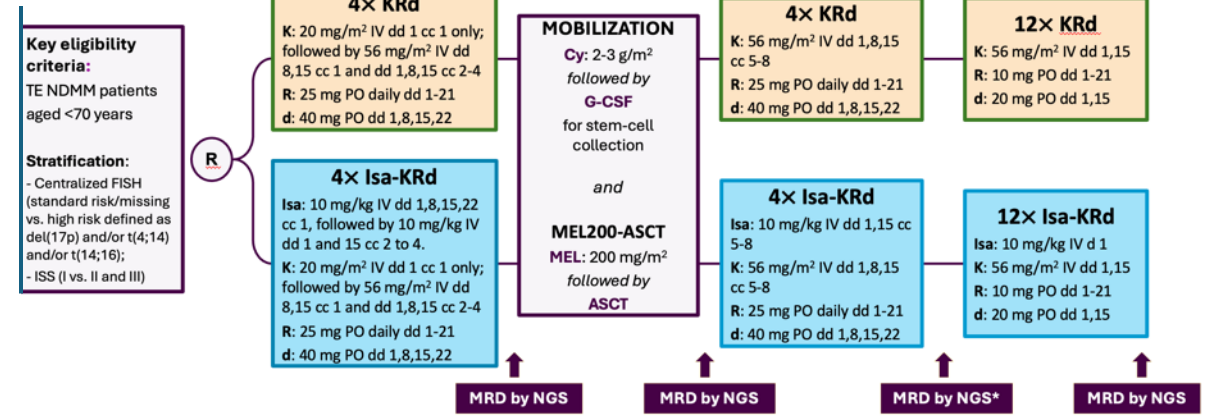 Key eligibility
criteria:
TE NDMM patients
aged <70 years
Stratification:
- Centralized FISH
(standard risk/missing
vs. high risk defined as
del(17p) and/or t(4;14)
and/or t(14;16);
- ISS (I vs. II and III)
R
4× KRd
K: 20 mg/m² IV dd 1 cc 1 only;
followed by 56 mg/m² IV dd
8,15 cc 1 and dd 1,8,15 cc 2-4
R: 25 mg PO daily dd 1-21
d: 40 mg PO dd 1,8,15,22
4× Isa-KRd
Isa: 10 mg/kg IV dd 1,8,15,22
cc 1, followed by 10 mg/kg IV
dd 1 and 15 cc 2 to 4.
K: 20 mg/m² IV dd 1 cc 1 only;
followed by 56 mg/m² IV dd
8,15 cc 1 and dd 1,8,15 cc 2-4
R: 25 mg PO daily dd 1-21
d: 40 mg PO dd 1,8,15,22
MOBILIZATION
Cy: 2-3 g/m²
followed by
G-CSF
for stem-cell
collection
and
MEL200-ASCT
MEL: 200 mg/m²
followed by
ASCT
4× KRd
K: 56 mg/m² IV dd 1,8,15
cc 5-8
R: 25 mg PO daily dd 1-21
d: 40 mg PO dd 1,8,15,22
4× Isa-KRd
Isa: 10 mg/kg IV dd 1,15 cc
5-8
K: 56 mg/m² IV dd 1,8,15
cc 5-8
R: 25 mg PO daily dd 1-21
d: 40 mg PO dd 1,8,15,22
12× KRd
K: 56 mg/m² IV dd 1,15
R: 10 mg PO dd 1-21
d: 20 mg PO dd 1,15
12× Isa-KRd
Isa: 10 mg/kg IV d 1
K: 56 mg/m² IV dd 1,15
R: 10 mg PO dd 1-21
d: 20 mg PO dd 1,15
MRD by NGS
MRD by NGS
MRD by NGS*
MRD by NGS